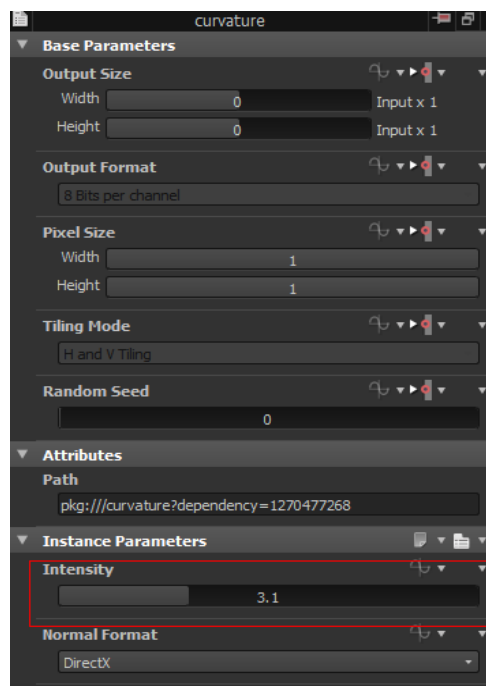 curvature
Base Parameters
Output Size
Width 0 Input x 1
Height 0 Input x 1
Output Format
8 Bits per channel
Pixel Size
Width 1
Height 1
Tiling Mode
H and V Tiling
Random Seed
0
Attributes
Path
pkg:///curvature?dependency=1270477268
Instance Parameters
Intensity
3.1
Normal Format
DirectX